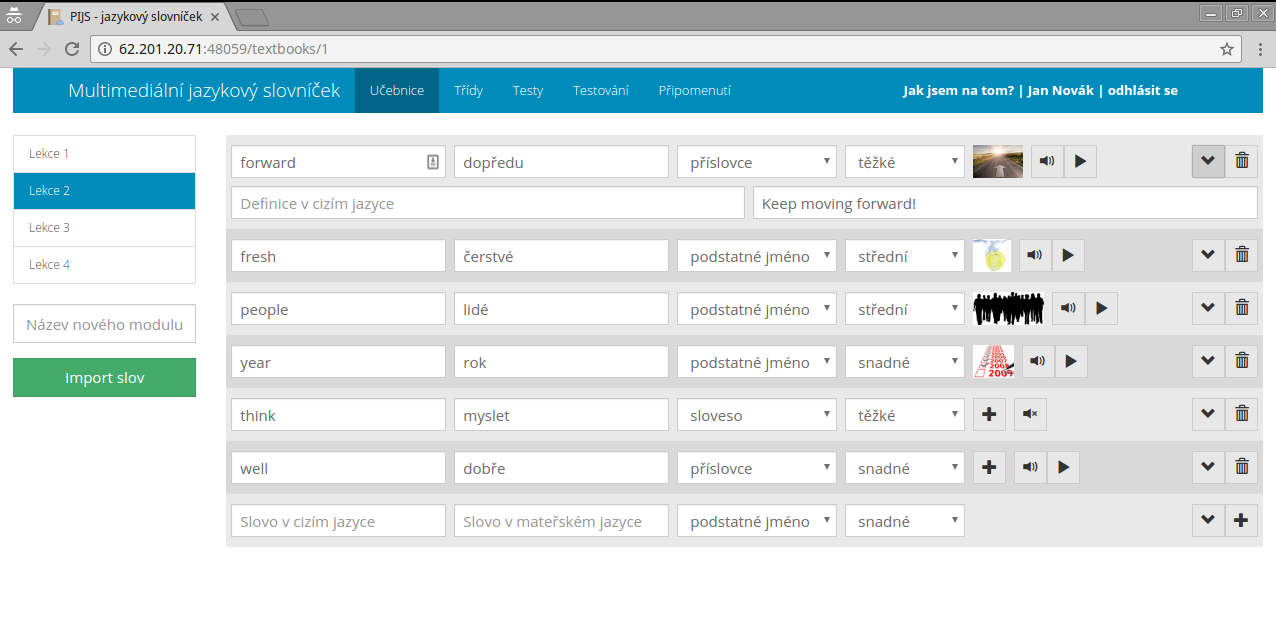 PIJS - jazykový slovníček
62.201.20.71:48059/textbooks/1
Multimediální jazykový slovníček Učebnice Třídy Testy Testování Připomenutí Jak jsem na tom? | Jan Novák | odhlásit se
Lekce 1
Lekce 2
Lekce 3
Lekce 4
Název nového modulu
Import slov
forward dopředu příslovce těžké
Definice v cizím jazyce Keep moving forward!
fresh čerstvé podstatné jméno střední
people lidé podstatné jméno střední
year rok podstatné jméno snadné
think myslet sloveso těžké
well dobře příslovce snadné
Slovo v cizím jazyce Slovo v mateřském jazyce podstatné jméno snadné